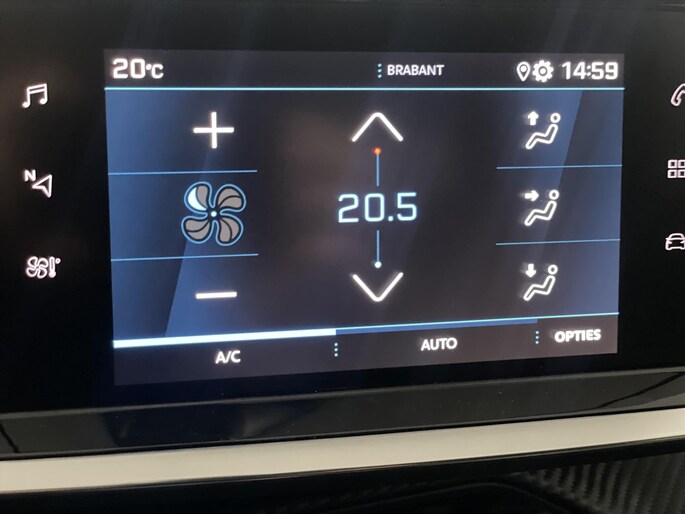 20°C BRABANT 14:59
N
20.5
A/C AUTO OPTIES